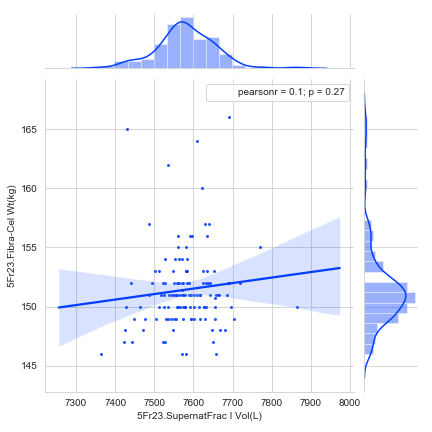 pearsonr = 0.1; p = 0.27
165
160
155
150
145
5Fr23.Fibra-Cel Wt(kg)
7300 7400 7500 7600 7700 7800 7900 8000
5Fr23.SupernatFrac I Vol(L)